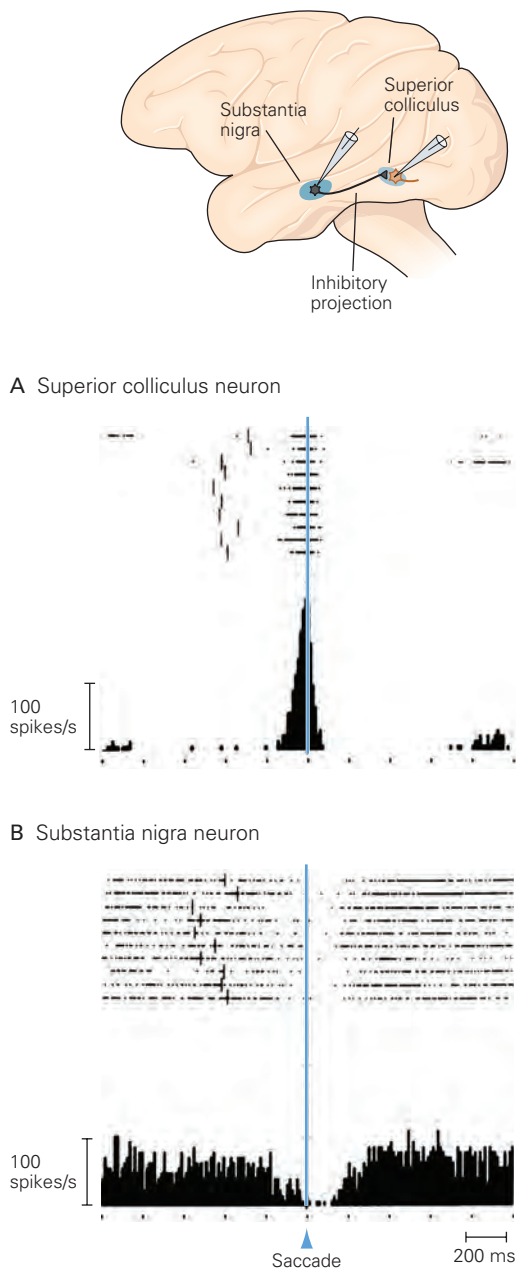 Superior
colliculus
Substantia
nigra
Inhibitory
projection
A Superior colliculus neuron
100
spikes/s
B Substantia nigra neuron
100
spikes/s
Saccade
200 ms